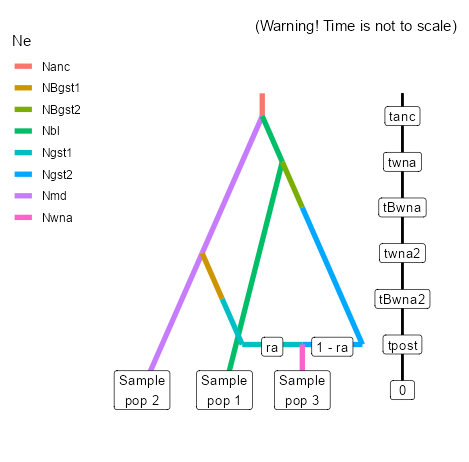 (Warning! Time is not to scale)
Ne
Nanc
NBgst1
NBgst2
Nbl
Ngst1
Ngst2
Nmd
Nwna
tanc
twna
tBwna
twna2
tBwna2
tpost
0
ra
1 - ra
Sample
pop 2
Sample
pop 1
Sample
pop 3